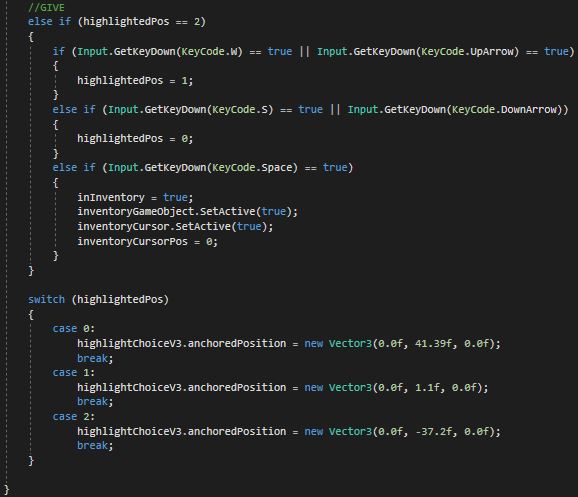 //GIVE
else if (highlightedPos == 2)
{
if (Input.GetKeyDown(KeyCode.W) == true || Input.GetKeyDown(KeyCode.UpArrow) == true)
{
highlightedPos = 1;
}
else if (Input.GetKeyDown(KeyCode.S) == true || Input.GetKeyDown(KeyCode.DownArrow))
{
highlightedPos = 0;
}
else if (Input.GetKeyDown(KeyCode.Space) == true)
{
inInventory = true;
inventoryGameObject.SetActive(true);
inventoryCursor.SetActive(true);
inventoryCursorPos = 0;
}
}
switch (highlightedPos)
{
case 0:
highlightChoiceV3.anchoredPosition = new Vector3(0.0f, 41.39f, 0.0f);
break;
case 1:
highlightChoiceV3.anchoredPosition = new Vector3(0.0f, 1.1f, 0.0f);
break;
case 2:
highlightChoiceV3.anchoredPosition = new Vector3(0.0f, -37.2f, 0.0f);
break;
}
}